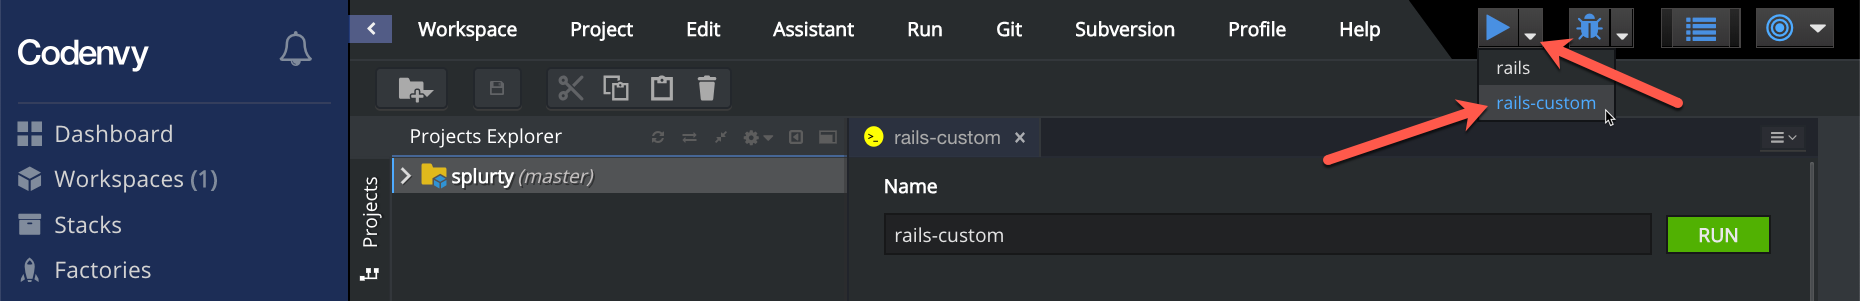 Codenvy
Dashboard
Workspaces (1)
Stacks
Factories
Workspace Project Edit Assistant Run Git Subversion Profile Help
rails
rails-custom
Projects Explorer
Projects
splurty (master)
>_ rails-custom ×
Name
rails-custom
RUN